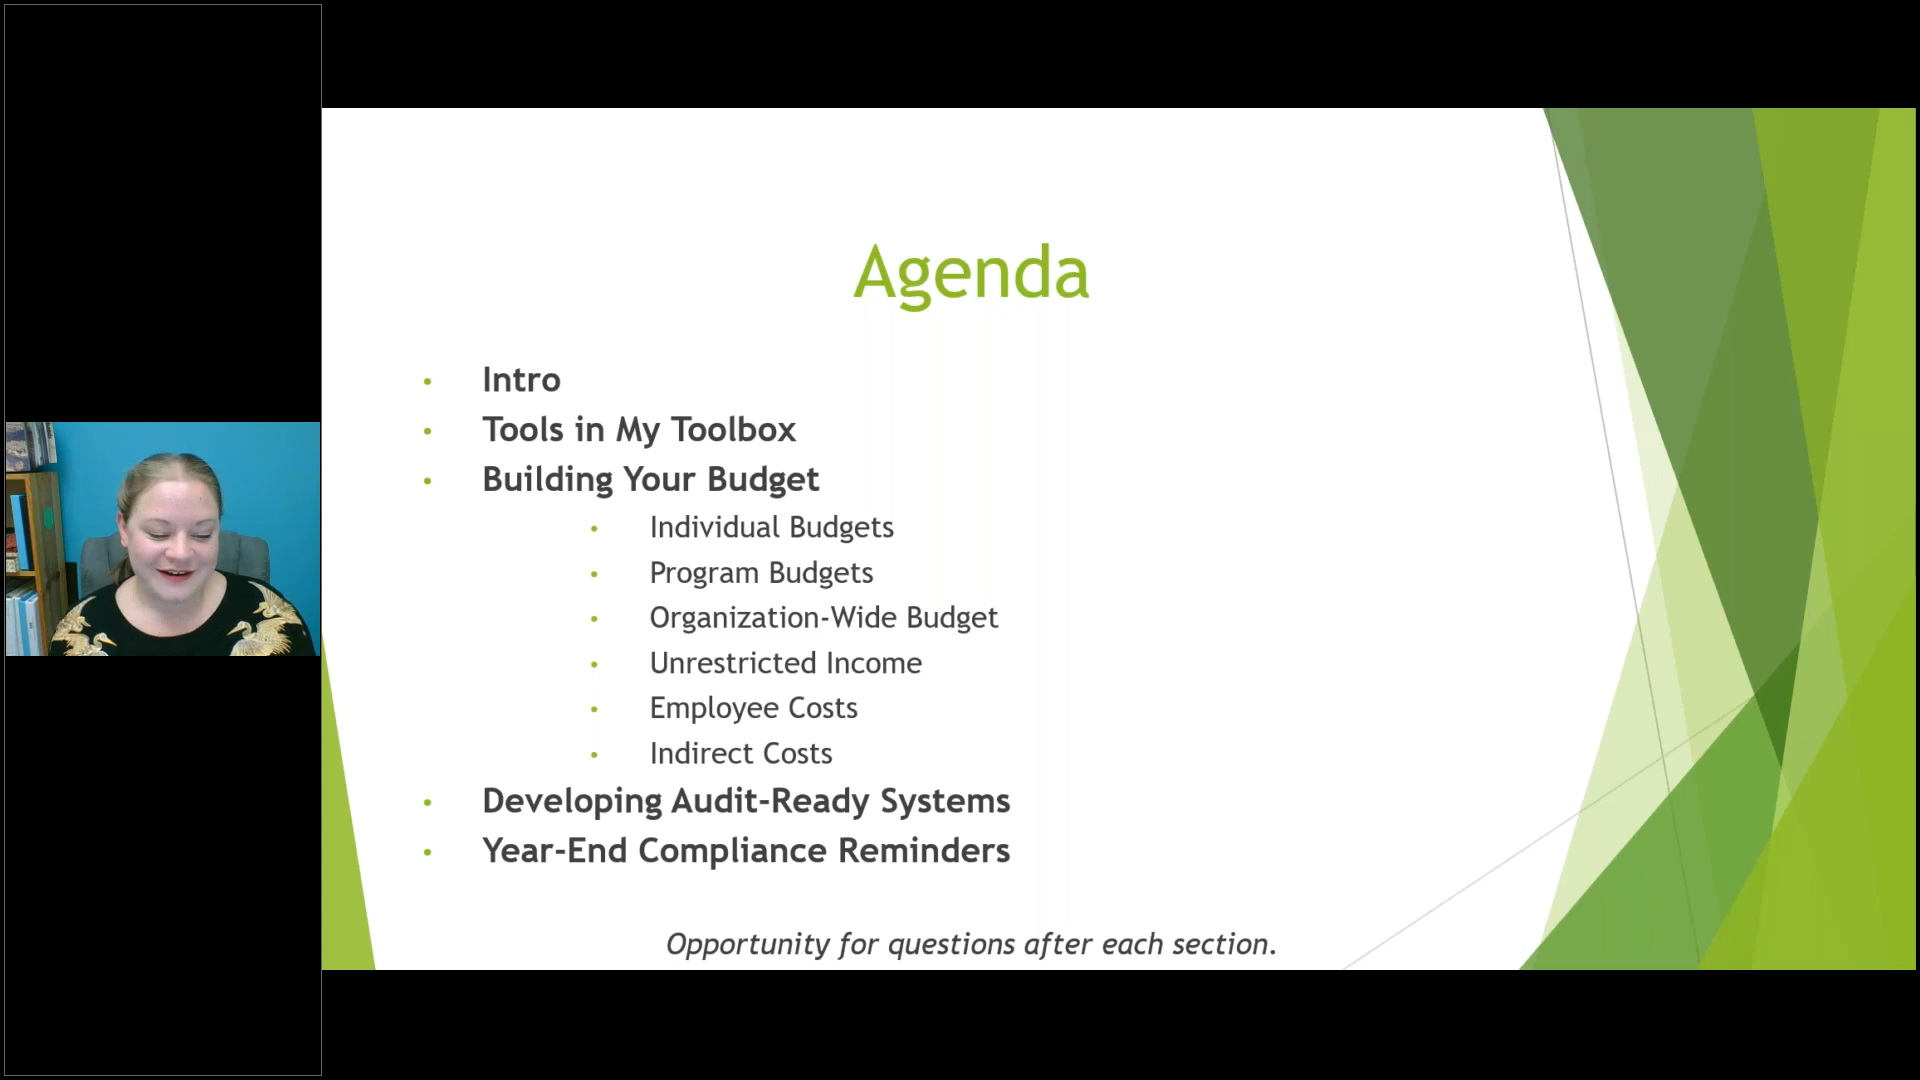 Agenda
• Intro
• Tools in My Toolbox
• Building Your Budget
• Individual Budgets
• Program Budgets
• Organization-Wide Budget
• Unrestricted Income
• Employee Costs
• Indirect Costs
• Developing Audit-Ready Systems
• Year-End Compliance Reminders
Opportunity for questions after each section.